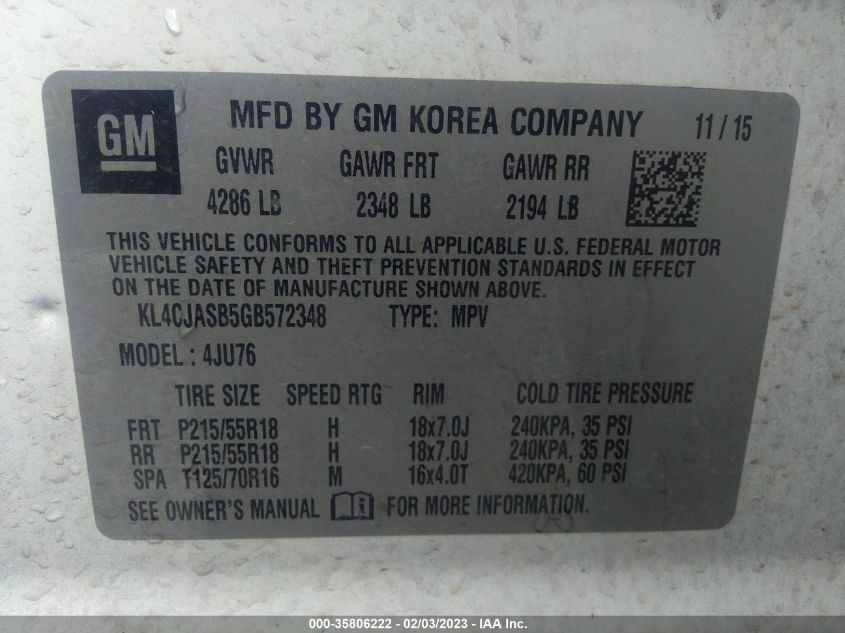 GM MFD BY GM KOREA COMPANY 11 / 15
GVWR GAWR FRT GAWR RR
4286 LB 2348 LB 2194 LB
THIS VEHICLE CONFORMS TO ALL APPLICABLE U.S. FEDERAL MOTOR
VEHICLE SAFETY AND THEFT PREVENTION STANDARDS IN EFFECT
ON THE DATE OF MANUFACTURE SHOWN ABOVE.
KL4CJASB5GB572348 TYPE: MPV
MODEL : 4JU76
TIRE SIZE SPEED RTG RIM COLD TIRE PRESSURE
FRT P215/55R18 H 18x7.0J 240KPA, 35 PSI
RR P215/55R18 H 18x7.0J 240KPA, 35 PSI
SPA T125/70R16 M 16x4.0T 420KPA, 60 PSI
SEE OWNER'S MANUAL FOR MORE INFORMATION.
000-35806222 - 02/03/2023 - IAA Inc.